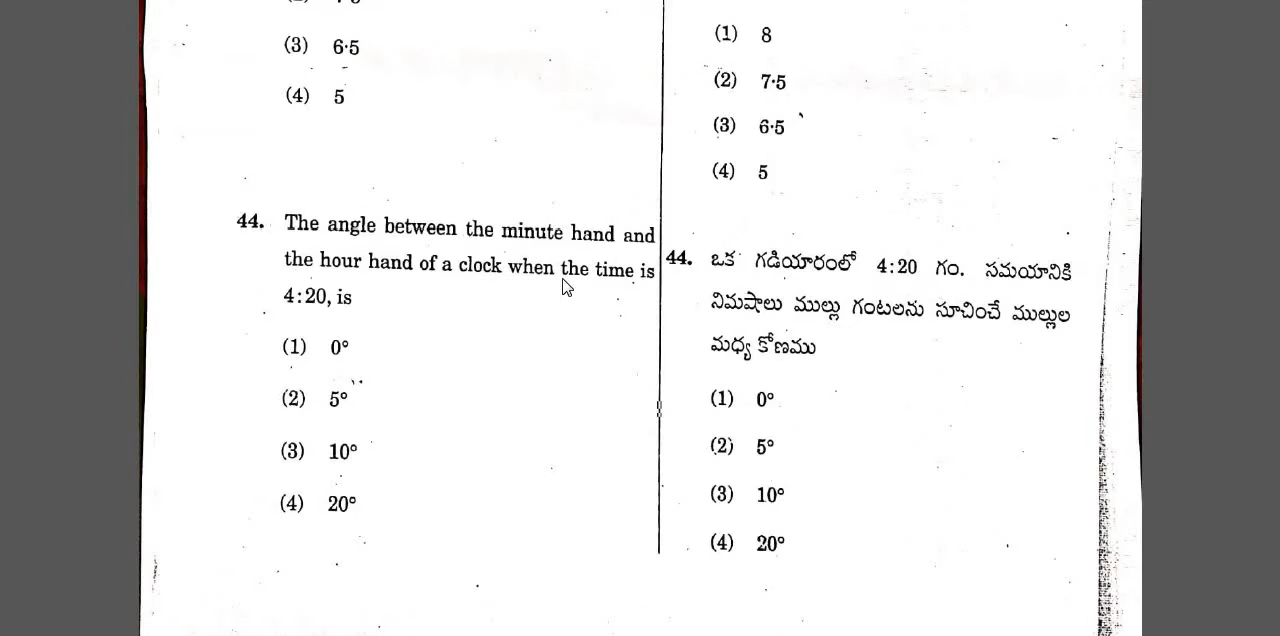 (3) 6·5
(4) 5
44. The angle between the minute hand and
the hour hand of a clock when the time is
4:20, is
(1) 0°
(2) 5°
(3) 10°
(4) 20°
(1) 8
(2) 7·5
(3) 6·5
(4) 5
44. ఒక గడియారంలో 4:20 గం. సమయానికి
నిమషాలు ముల్లు గంటలను సూచించే ముల్లుల
మధ్య కోణము
(1) 0°
(2) 5°
(3) 10°
(4) 20°